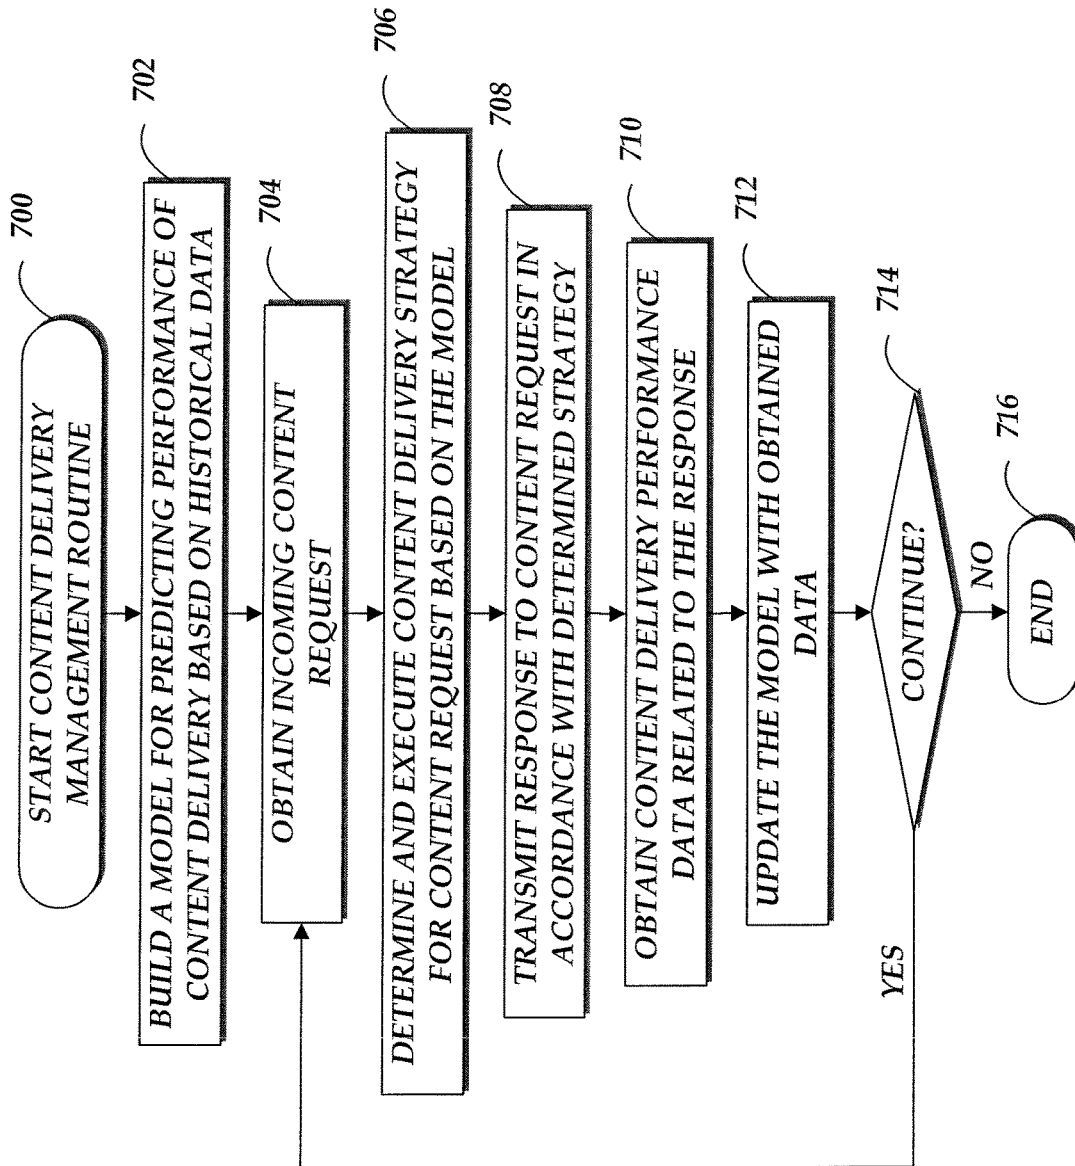 700
START CONTENT DELIVERY
MANAGEMENT ROUTINE
702
BUILD A MODEL FOR PREDICTING PERFORMANCE OF
CONTENT DELIVERY BASED ON HISTORICAL DATA
704
OBTAIN INCOMING CONTENT
REQUEST
706
DETERMINE AND EXECUTE CONTENT DELIVERY STRATEGY
FOR CONTENT REQUEST BASED ON THE MODEL
708
TRANSMIT RESPONSE TO CONTENT REQUEST IN
ACCORDANCE WITH DETERMINED STRATEGY
710
OBTAIN CONTENT DELIVERY PERFORMANCE
DATA RELATED TO THE RESPONSE
712
UPDATE THE MODEL WITH OBTAINED
DATA
714
CONTINUE?
YES
NO
716
END